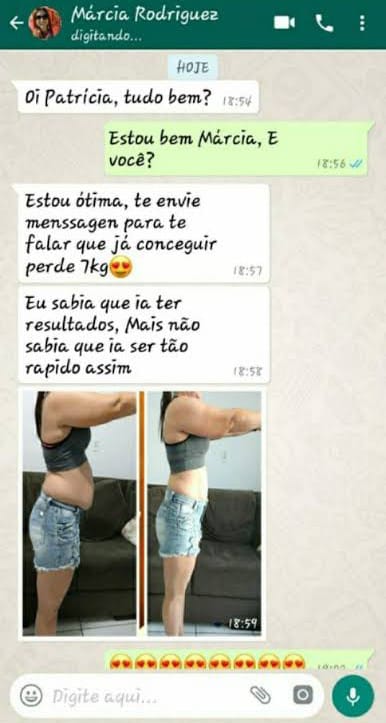 Márcia Rodriguez
digitando...
HOJE
Oi Patrícia, tudo bem? 18:54
Estou bem Márcia, E
você?
18:56
Estou ótima, te envie
menssagen para te
falar que já conceguir
perde 7kg😍
18:57
Eu sabia que ia ter
resultados, Mais não
sabia que ia ser tão
rapido assim
18:58
18:59
😍😍😍😍😍😍😍😍
Digite aqui...